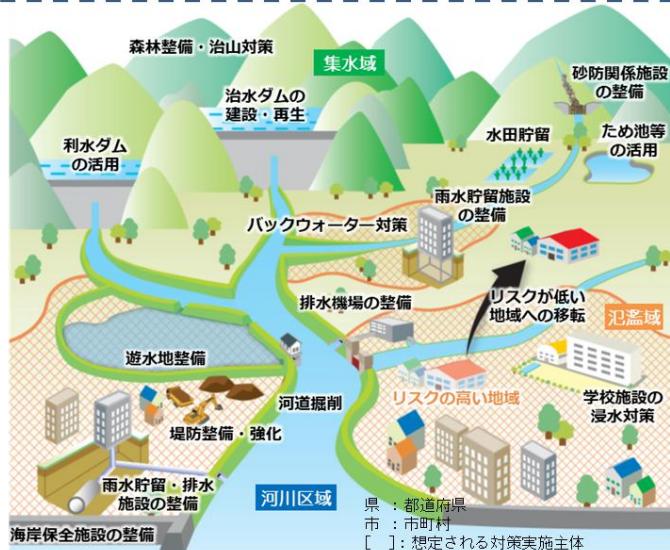 森林整備・治山対策
集水域
治水ダムの
建設・再生
砂防関係施設
の整備
利水ダム
の活用
水田貯留
ため池等
の活用
雨水貯留施設
の整備
バックウォーター対策
排水機場の整備
リスクが低い
地域への移転
氾濫域
遊水地整備
リスクの高い地域
学校施設の
浸水対策
河道掘削
堤防整備・強化
雨水貯留・排水
施設の整備
河川区域
海岸保全施設の整備
県 ：都道府県
市 ：市町村
[ ]：想定される対策実施主体